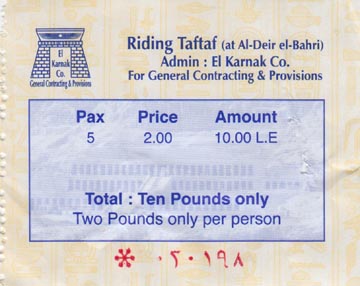 El
Karnak
Co.
General Contracting & Provisions
Riding Taftaf (at Al-Deir el-Bahri)
Admin : El Karnak Co.
For General Contracting & Provisions
Pax Price Amount
5 2.00 10.00 L.E
Total : Ten Pounds only
Two Pounds only per person
* ٠٢٠١٩٨